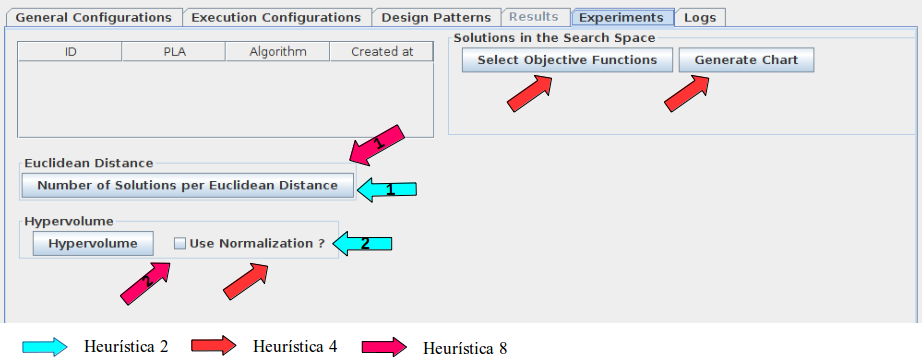 General Configurations Execution Configurations Design Patterns Results Experiments Logs
ID PLA Algorithm Created at
Solutions in the Search Space
Select Objective Functions Generate Chart
1
Euclidean Distance
Number of Solutions per Euclidean Distance 1
Hypervolume
Hypervolume Use Normalization ? 2
2
Heurística 2 Heurística 4 Heurística 8